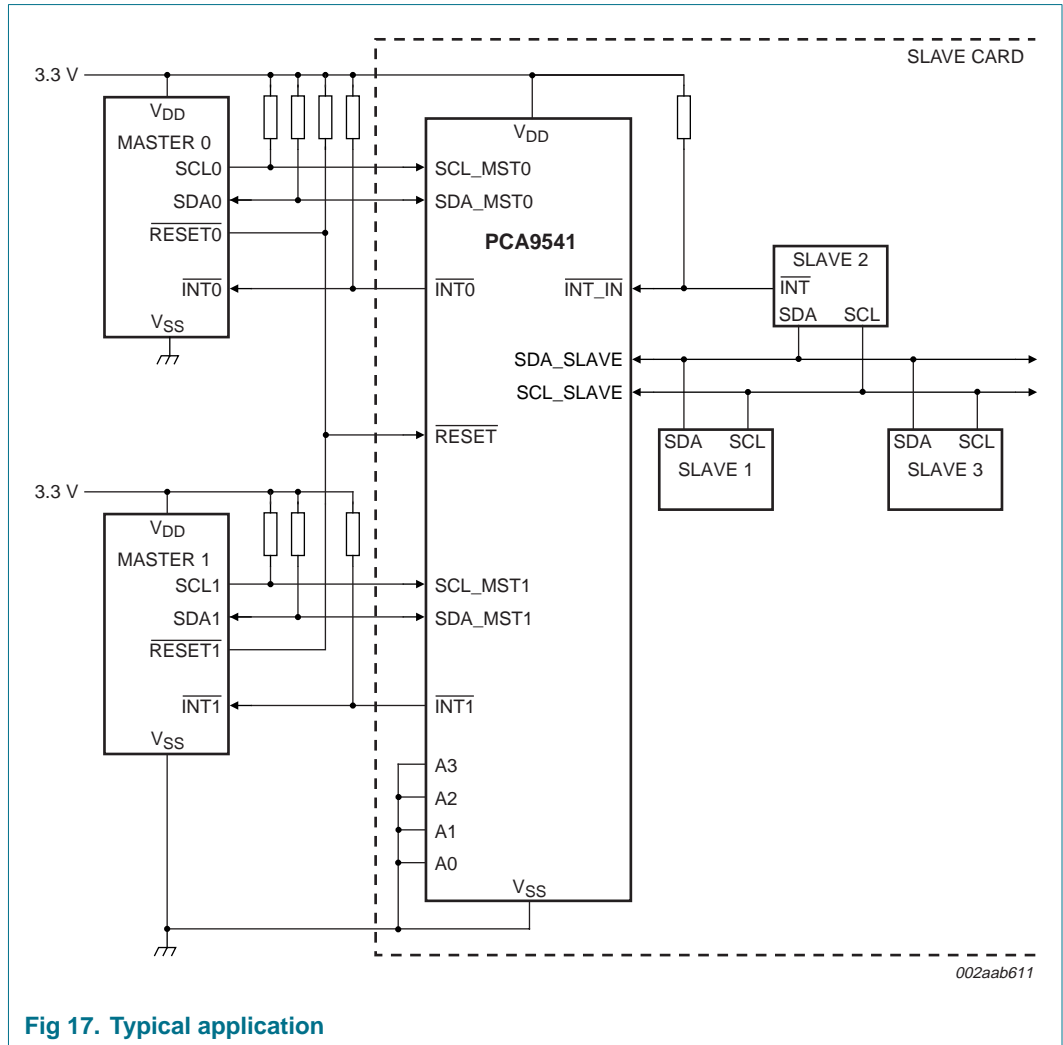 SLAVE CARD
3.3 V
VDD
MASTER 0
SCL0
SDA0
RESET0
INT0
VSS
VDD
SCL_MST0
SDA_MST0
PCA9541
INT0
INT_IN
SDA_SLAVE
SCL_SLAVE
RESET
SLAVE 2
INT
SDA SCL
SDA SCL
SLAVE 1
SDA SCL
SLAVE 3
3.3 V
VDD
MASTER 1
SCL1
SDA1
RESET1
INT1
VSS
SCL_MST1
SDA_MST1
INT1
A3
A2
A1
A0
VSS
002aab611
Fig 17. Typical application